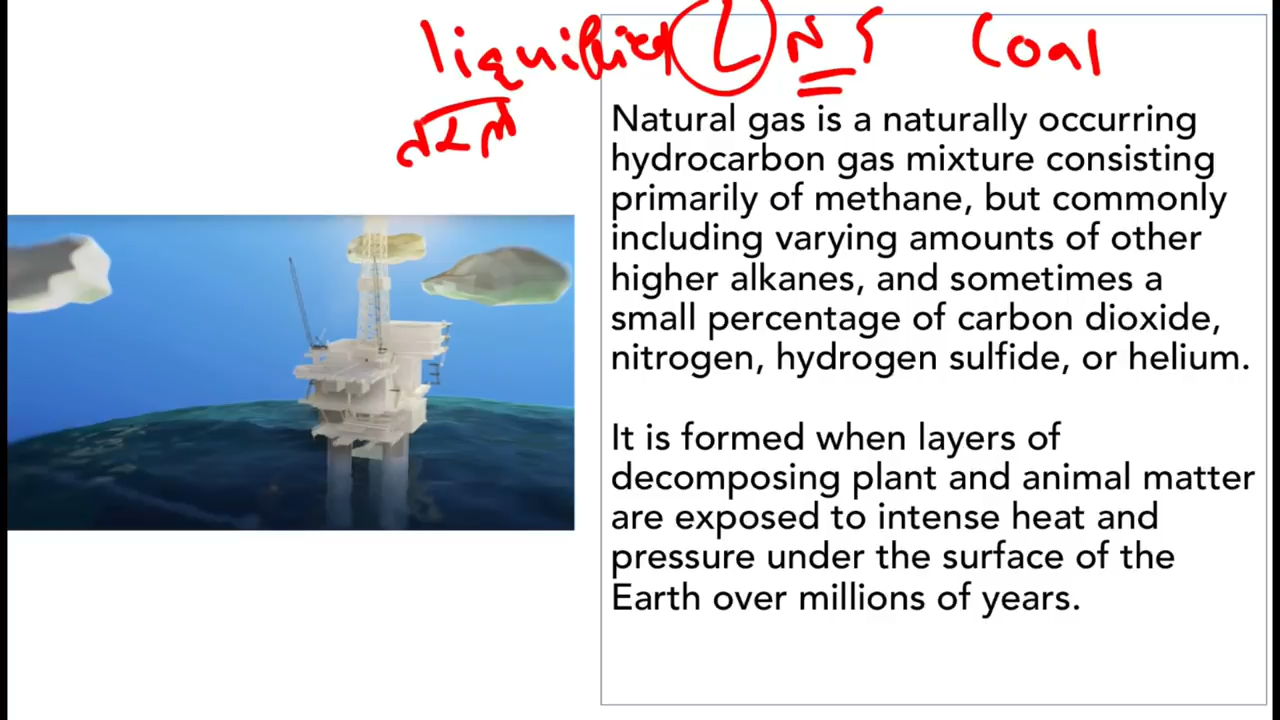 liquified L N G Coal
Natural gas is a naturally occurring
hydrocarbon gas mixture consisting
primarily of methane, but commonly
including varying amounts of other
higher alkanes, and sometimes a
small percentage of carbon dioxide,
nitrogen, hydrogen sulfide, or helium.
It is formed when layers of
decomposing plant and animal matter
are exposed to intense heat and
pressure under the surface of the
Earth over millions of years.